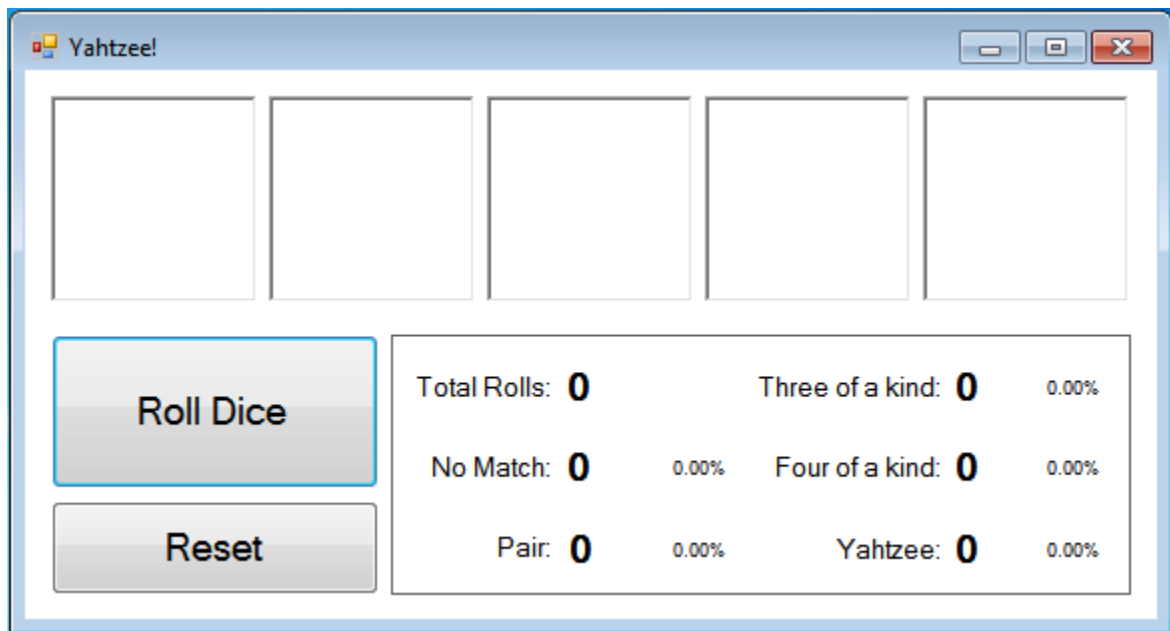 Yahtzee!
Roll Dice
Reset
Total Rolls: 0
Three of a kind: 0 0.00%
No Match: 0 0.00%
Four of a kind: 0 0.00%
Pair: 0 0.00%
Yahtzee: 0 0.00%